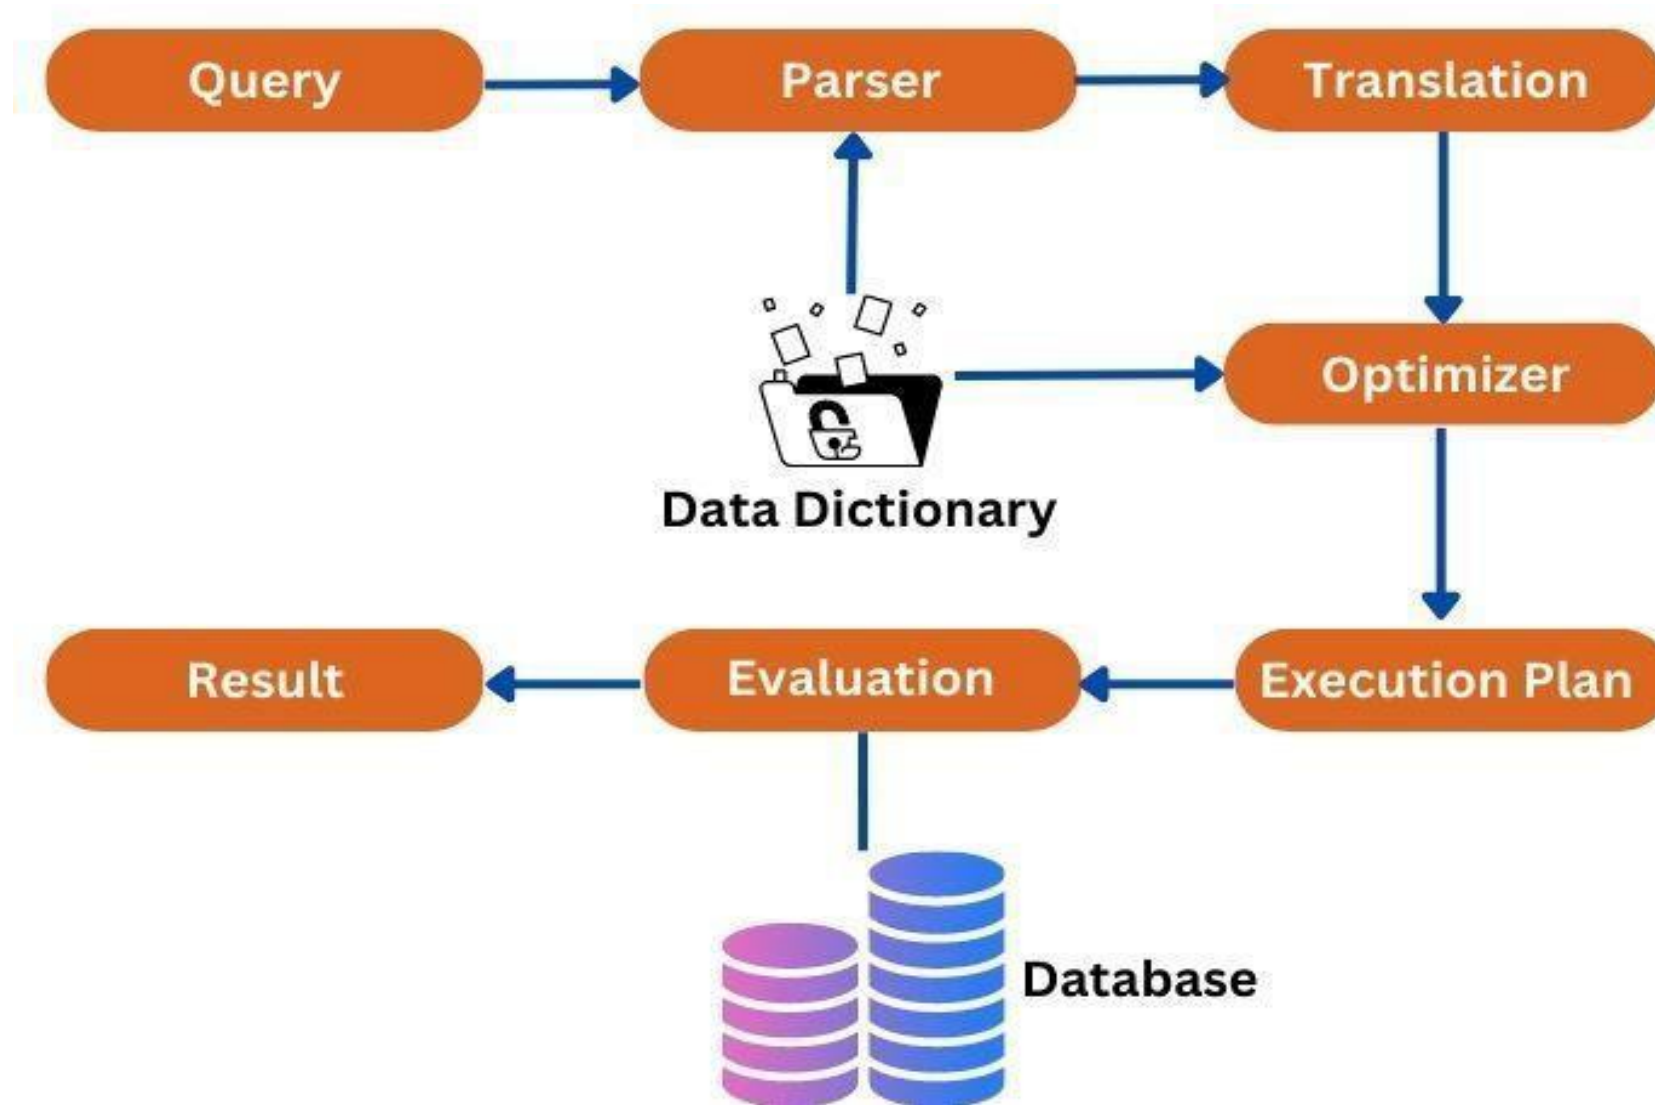 Query
Parser
Translation
Optimizer
Data Dictionary
Result
Evaluation
Execution Plan
Database